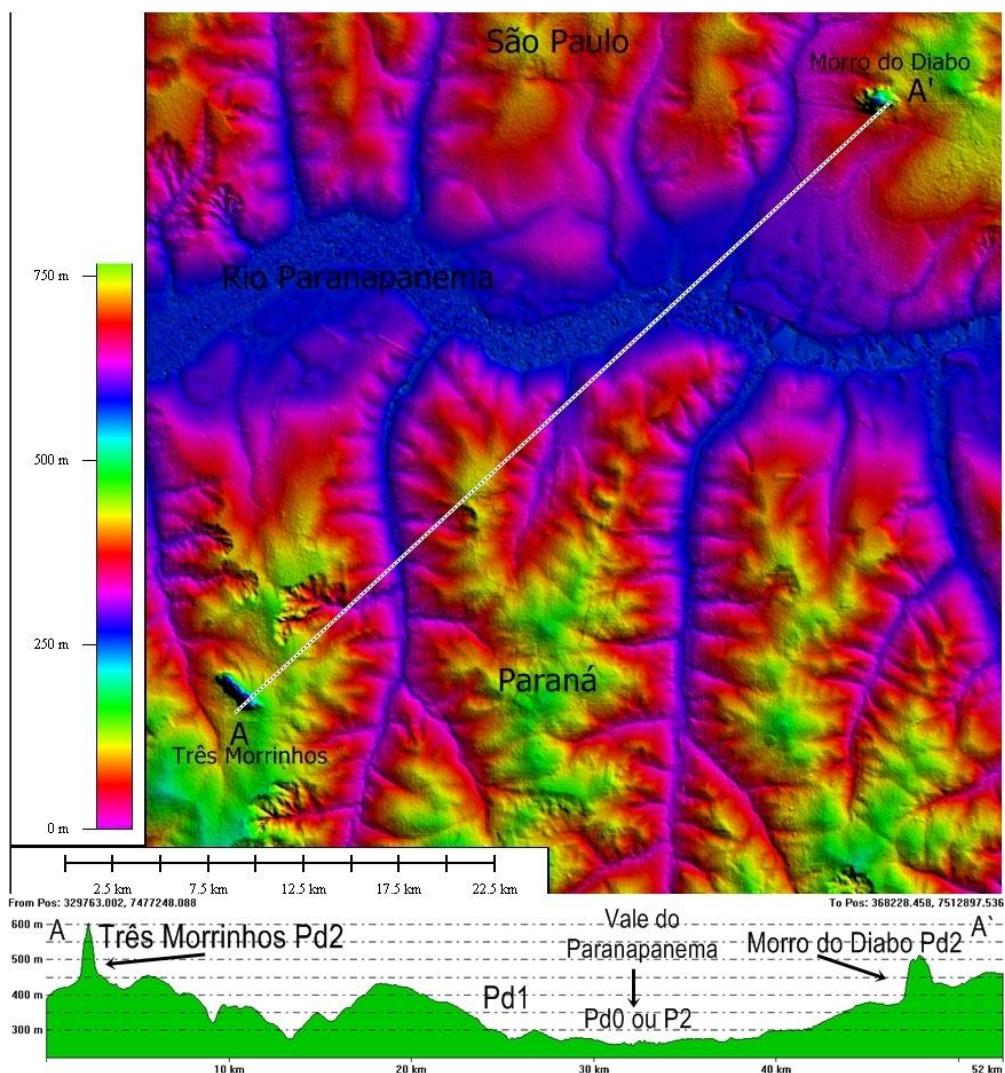 São Paulo
Morro do Diabo
A'
Rio Paranapanema
750 m
500 m
250 m
0 m
Paraná
A
Três Morrinhos
2.5 km 7.5 km 12.5 km 17.5 km 22.5 km
From Pos: 329763.002, 7477248.088 To Pos: 368228.458, 7512897.536
600 m
A
Três Morrinhos Pd2
Vale do
Paranapanema
Morro do Diabo Pd2
A`
500 m
400 m
Pd1
Pd0 ou P2
300 m
10 km 20 km 30 km 40 km 52 km